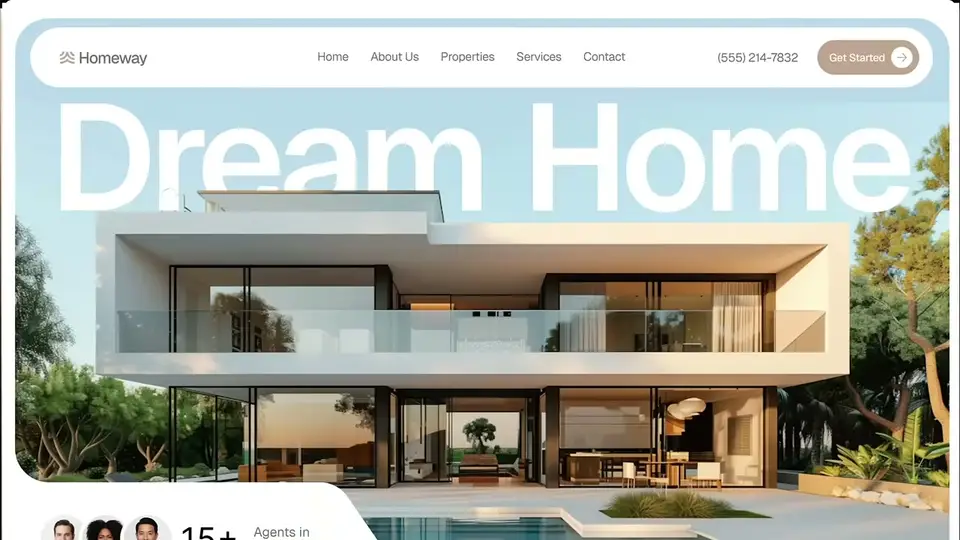 Homeway
Home
About Us
Properties
Services
Contact
(555) 214-7832
Get Started
Dream Home
15+
Agents in